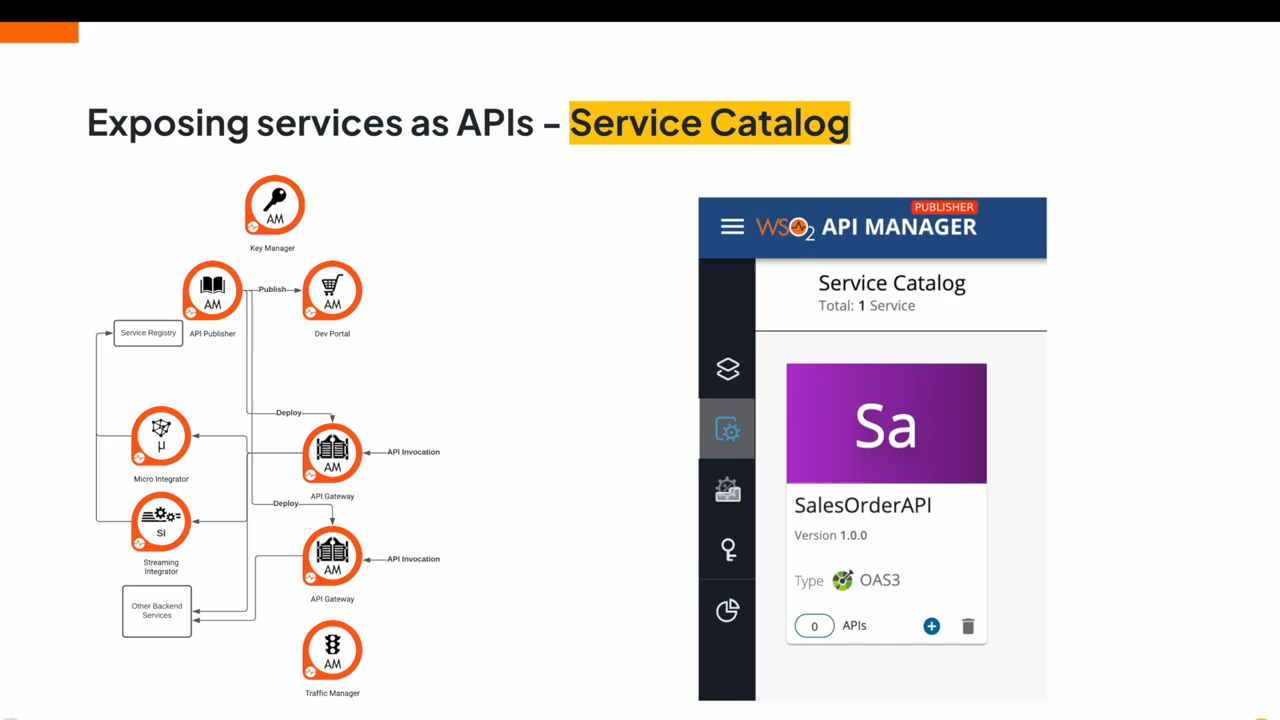 Exposing services as APIs – Service Catalog
AM
Key Manager
AM
API Publisher
Publish
AM
Dev Portal
Service Registry
Deploy
µ
Micro Integrator
AM
API Gateway
API Invocation
Deploy
SI
Streaming
Integrator
AM
API Gateway
API Invocation
Other Backend
Services
AM
Traffic Manager
PUBLISHER
WSO2 API MANAGER
Service Catalog
Total: 1 Service
Sa
SalesOrderAPI
Version 1.0.0
Type OAS3
0 APIs